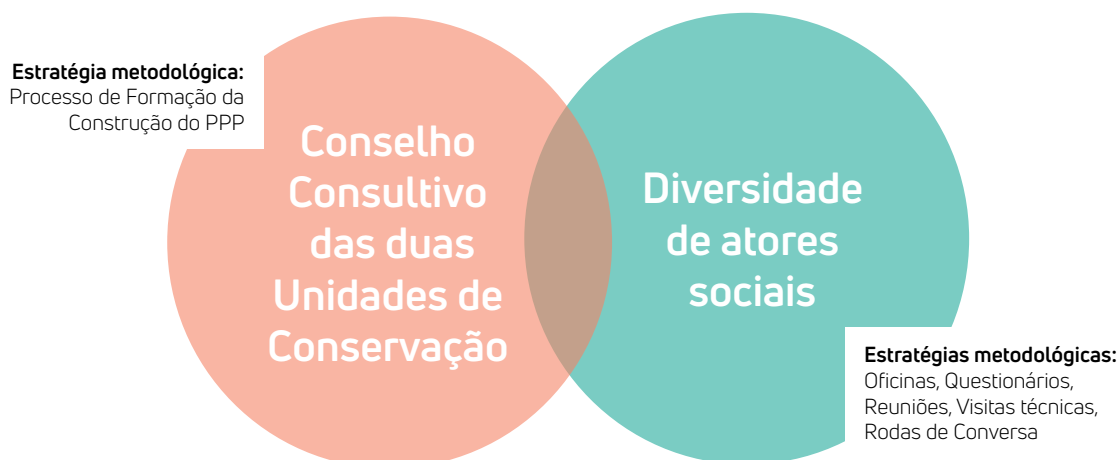 Estratégia metodológica:
Processo de Formação da
Construção do PPP
Conselho
Consultivo
das duas
Unidades de
Conservação
Diversidade
de atores
sociais
Estratégias metodológicas:
Oficinas, Questionários,
Reuniões, Visitas técnicas,
Rodas de Conversa